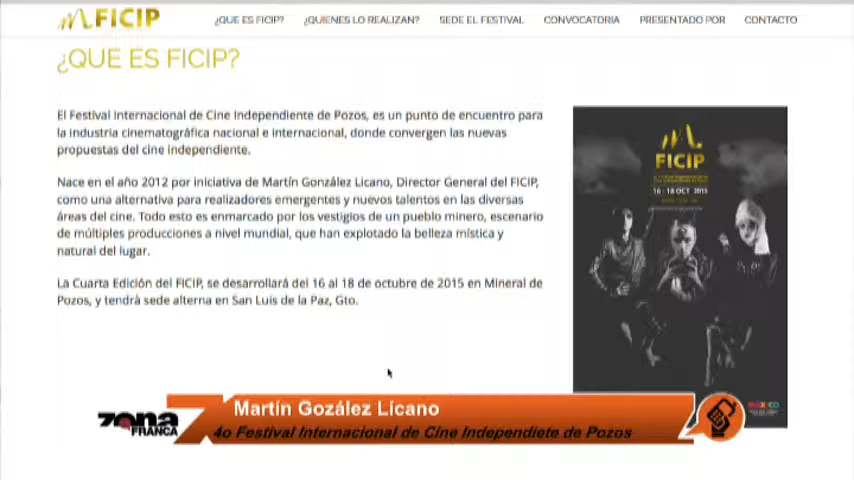 FICIP
¿QUE ES FICIP?
¿QUIENES LO REALIZAN?
SEDE EL FESTIVAL
CONVOCATORIA
PRESENTADO POR
CONTACTO
¿QUE ES FICIP?
El Festival Internacional de Cine Independiente de Pozos, es un punto de encuentro para
la industria cinematográfica nacional e internacional, donde convergen las nuevas
propuestas del cine independiente.
Nace en el año 2012 por iniciativa de Martín González Licano, Director General del FICIP,
como una alternativa para realizadores emergentes y nuevos talentos en las diversas
áreas del cine. Todo esto es enmarcado por los vestigios de un pueblo minero, escenario
de múltiples producciones a nivel mundial, que han explotado la belleza mística y
natural del lugar.
La Cuarta Edición del FICIP, se desarrollará del 16 al 18 de octubre de 2015 en Mineral de
Pozos, y tendrá sede alterna en San Luis de la Paz, Gto.
FICIP
16 - 18 OCT 2015
MÉXICO
ZONA
FRANCA
Martín Gozález Lícano
4o Festival Internacional de Cine Independiete de Pozos